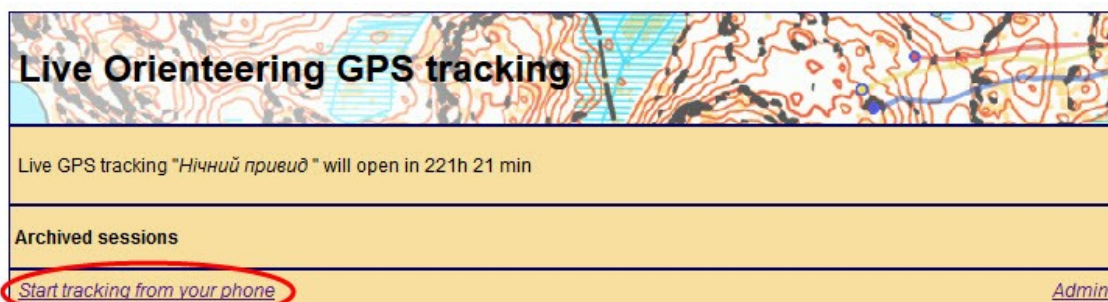 Live Orienteering GPS tracking
Live GPS tracking "Нічний привид " will open in 221h 21 min
Archived sessions
Start tracking from your phone
Admin